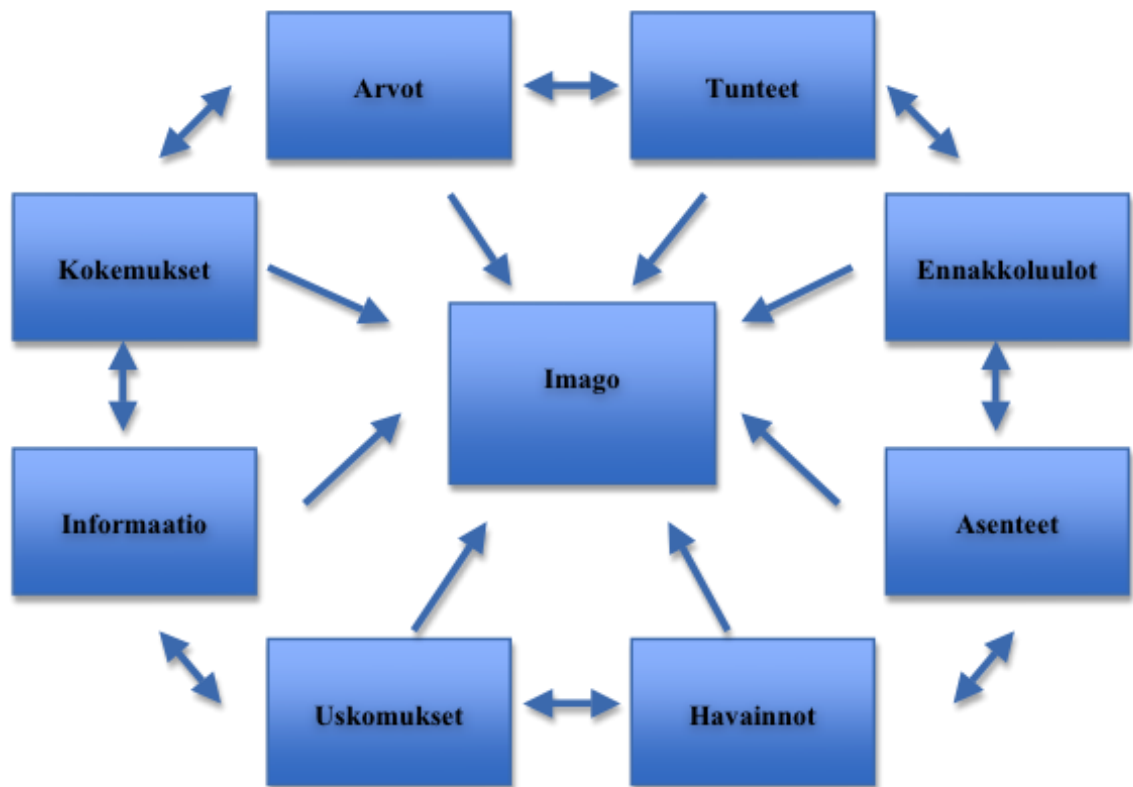 Arvot
Tunteet
Kokemukset
Ennakkoluulot
Imago
Informaatio
Asenteet
Uskomukset
Havainnot